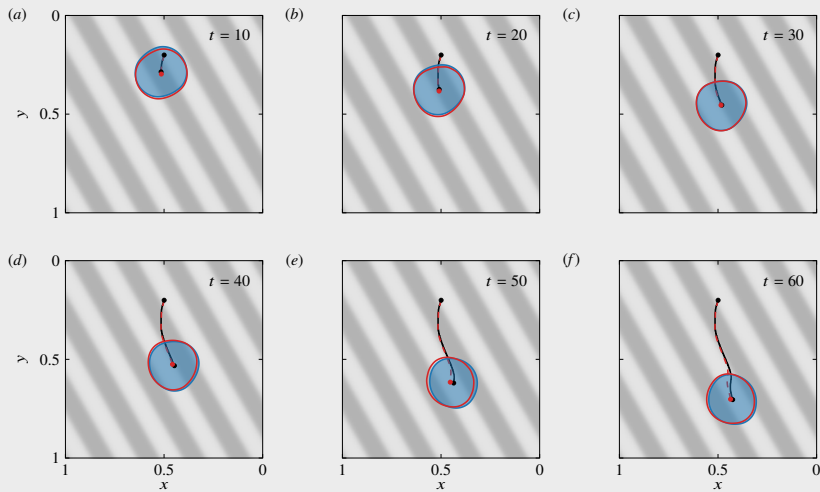 (a) (b) (c)
0 t = 10 t = 20 t = 30
y 0.5
1
(d) (e) (f)
0 t = 40 t = 50 t = 60
y 0.5
1
1 0.5 0 1 0.5 0 1 0.5 0
x x x